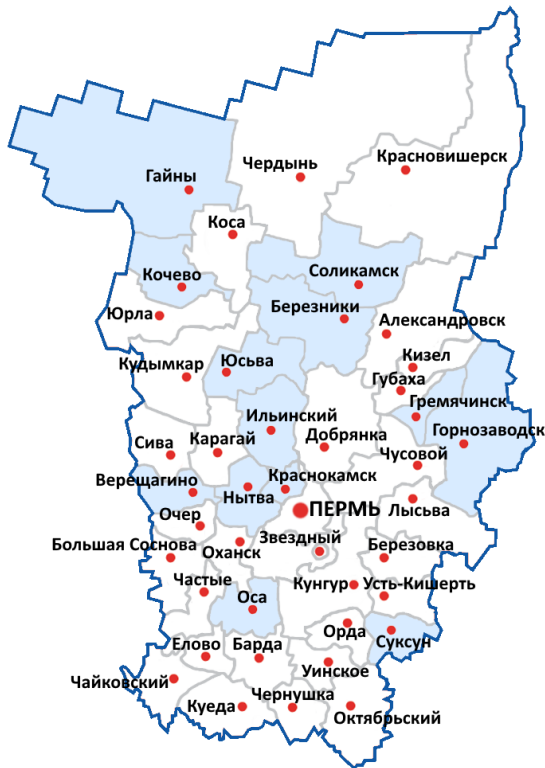 Чердынь
Красновишерск
Гайны
Коса
Кочево
Соликамск
Березники
Юрла
Александровск
Кизел
Кудымкар
Юсьва
Губаха
Гремячинск
Ильинский
Горнозаводск
Сива
Карагай
Добрянка
Чусовой
Верещагино
Краснокамск
Нытва
ПЕРМЬ
Лысьва
Очер
Звездный
Большая Соснова
Оханск
Березовка
Частые
Кунгур
Усть-Кишерть
Оса
Орда
Суксун
Елово
Барда
Уинское
Чайковский
Куеда
Чернушка
Октябрьский